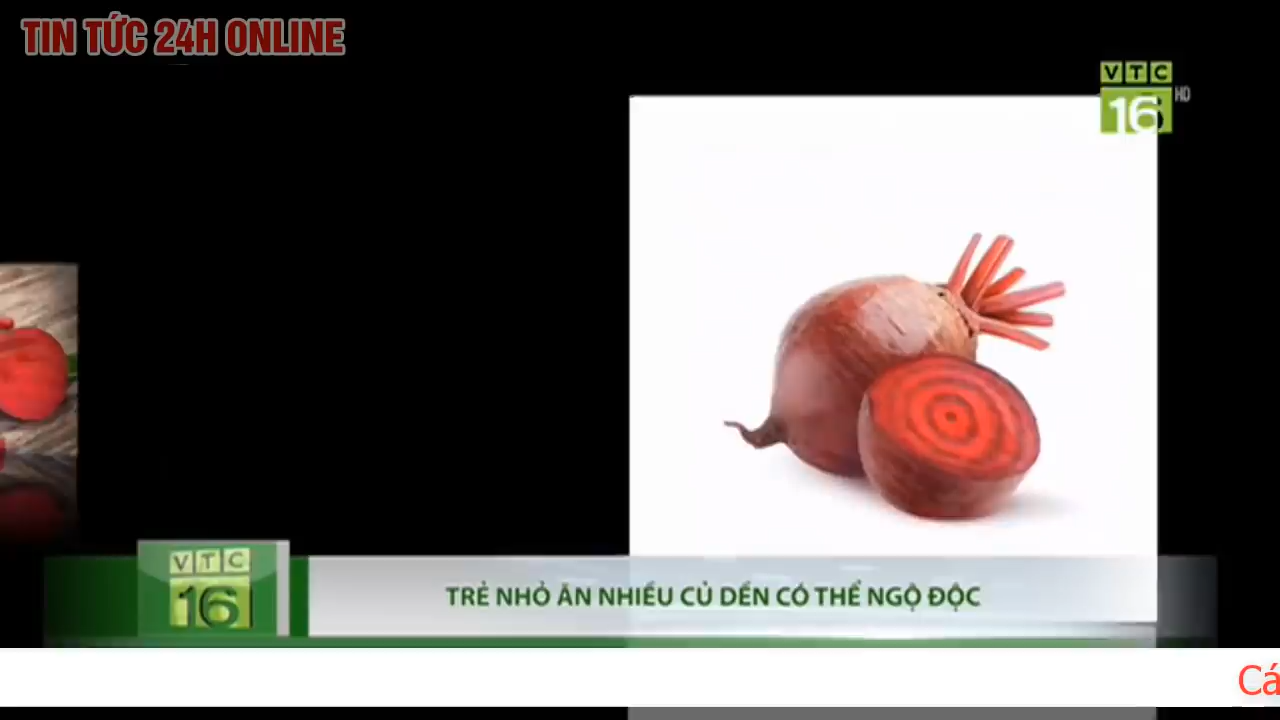 TIN TỨC 24H ONLINE
VTC
16
HD
VTC
16
TRẺ NHỎ ĂN NHIỀU CỦ DỀN CÓ THỂ NGỘ ĐỘC
Cá